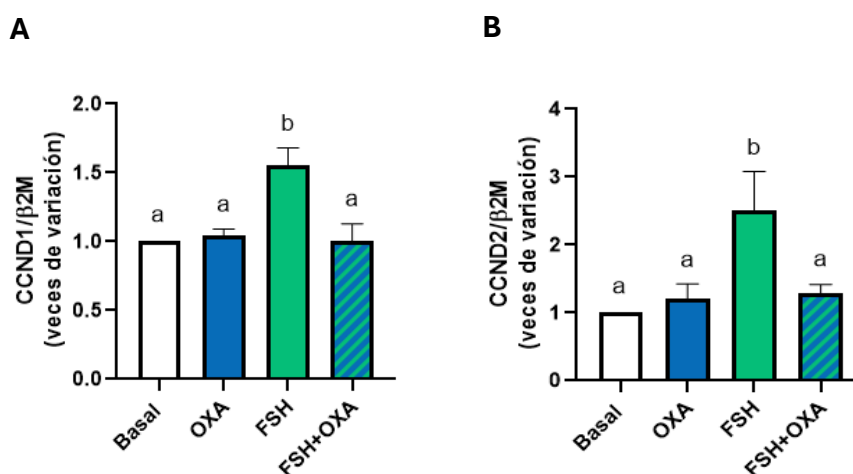 A
CCND1/β2M
(veces de variación)
2.0
1.5
1.0
0.5
0.0
a
a
b
a
Basal
OXA
FSH
FSH+OXA
B
CCND2/β2M
(veces de variación)
4
3
2
1
0
a
a
b
a
Basal
OXA
FSH
FSH+OXA